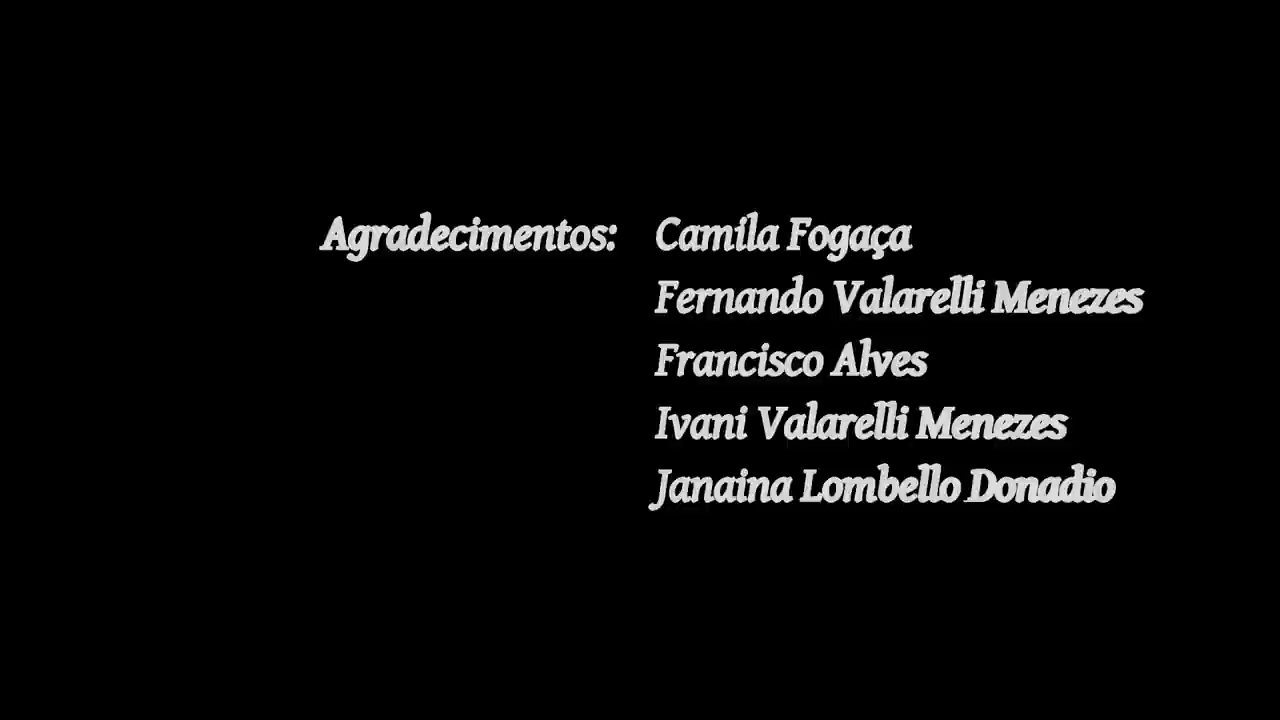 Agradecimentos: Camila Fogaça
Fernando Valarelli Menezes
Francisco Alves
Ivani Valarelli Menezes
Janaina Lombello Donadio